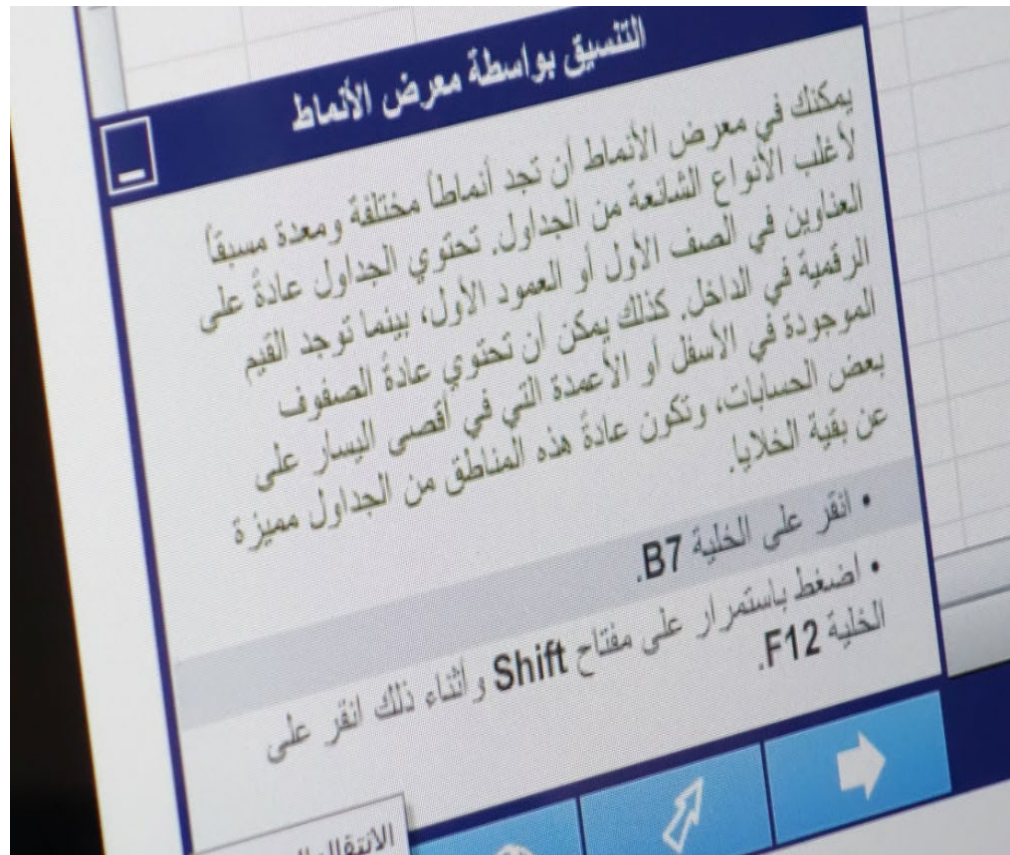 التنسيق بواسطة معرض الأنماط
يمكنك في معرض الأنماط أن تجد أنماطاً مختلفة ومعدة مسبقاً
لأغلب الأنواع الشائعة من الجداول. تحتوي الجداول عادةً على
العناوين في الصف الأول أو العمود الأول، بينما توجد القيم
الرقمية في الداخل. كذلك يمكن أن تحتوي عادةً الصفوف
الموجودة في الأسفل أو الأعمدة التي في أقصى اليسار على
بعض الحسابات، وتكون عادةً هذه المناطق من الجداول مميزة
عن بقية الخلايا.
• انقر على الخلية B7.
• اضغط باستمرار على مفتاح Shift وأثناء ذلك انقر على
الخلية F12.